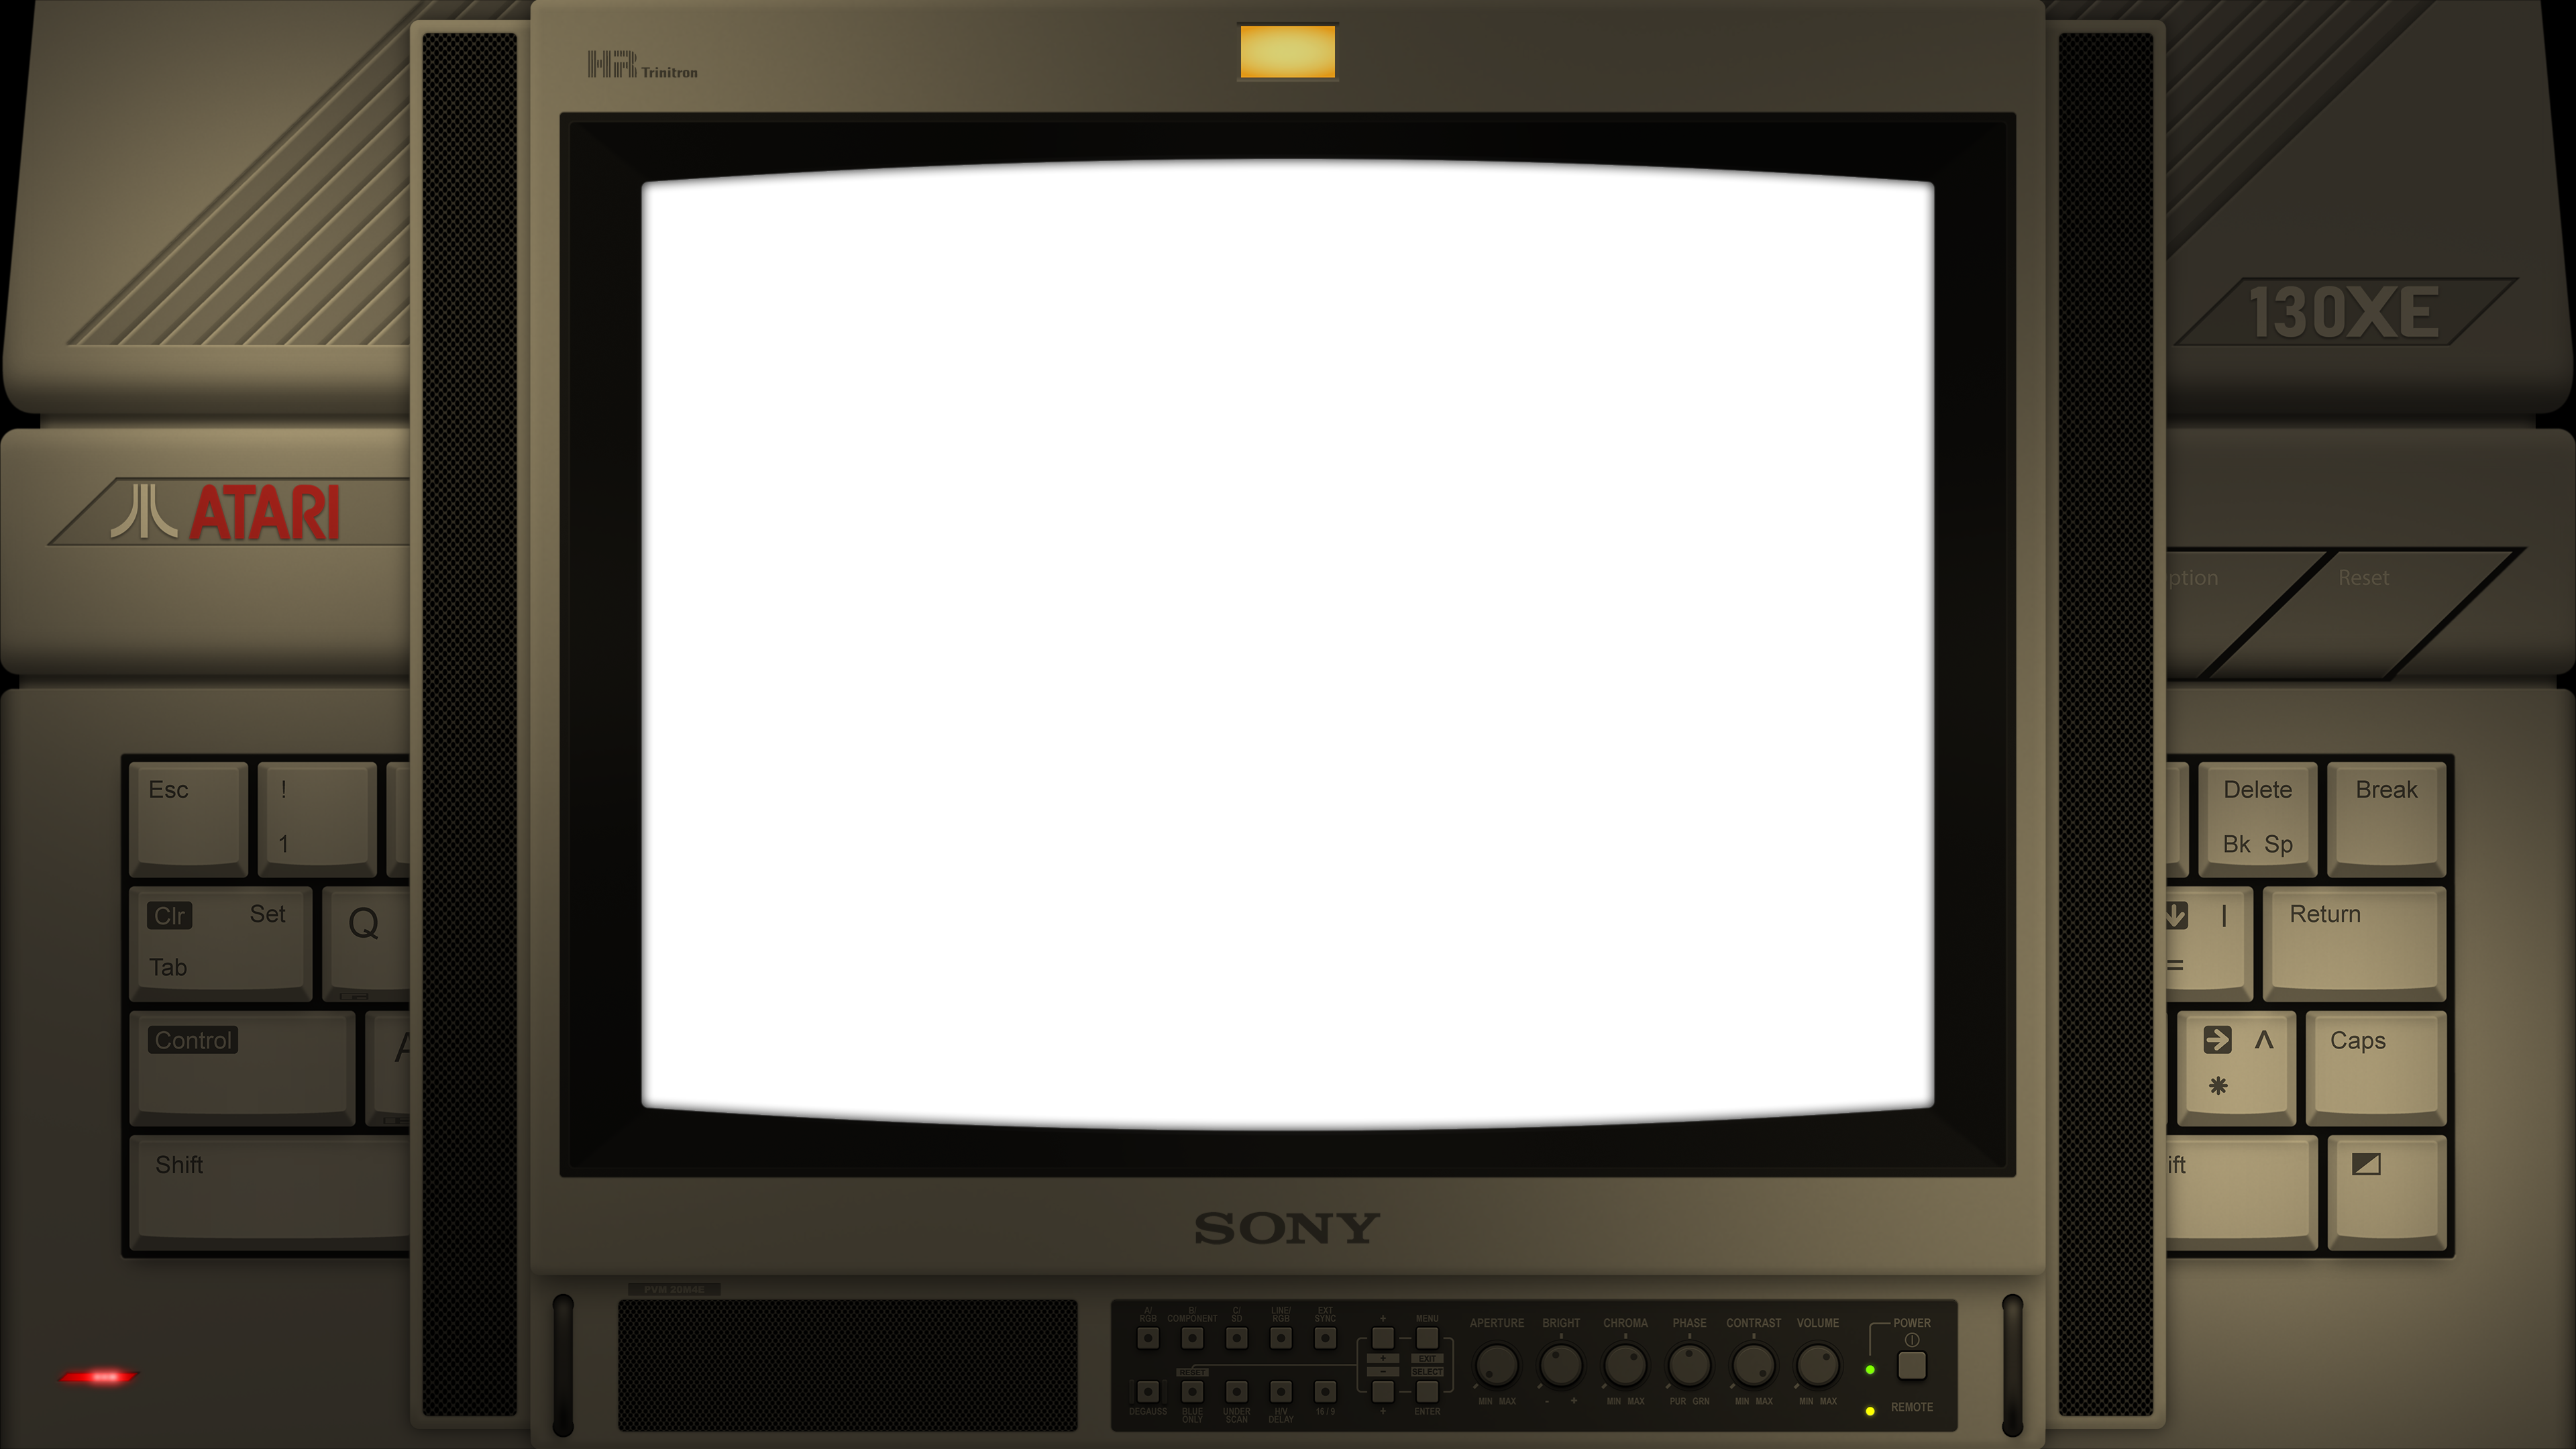 HR Trinitron
130XE
ATARI
ption
Reset
Esc
!
1
Delete
Bk Sp
Break
Clr Set
Tab
Q
|
=
Return
Control
A
^
*
Caps
Shift
ift
SONY
PVM 20M4E
A/
RGB
B/
COMPONENT
C/
SD
LINE/
RGB
EXT
SYNC
+
MENU
+
EXIT
-
SELECT
RESET
DEGAUSS
BLUE
ONLY
UNDER
SCAN
H/V
DELAY
16 / 9
+
ENTER
APERTURE
MIN MAX
BRIGHT
- +
CHROMA
MIN MAX
PHASE
PUR GRN
CONTRAST
MIN MAX
VOLUME
MIN MAX
POWER
REMOTE